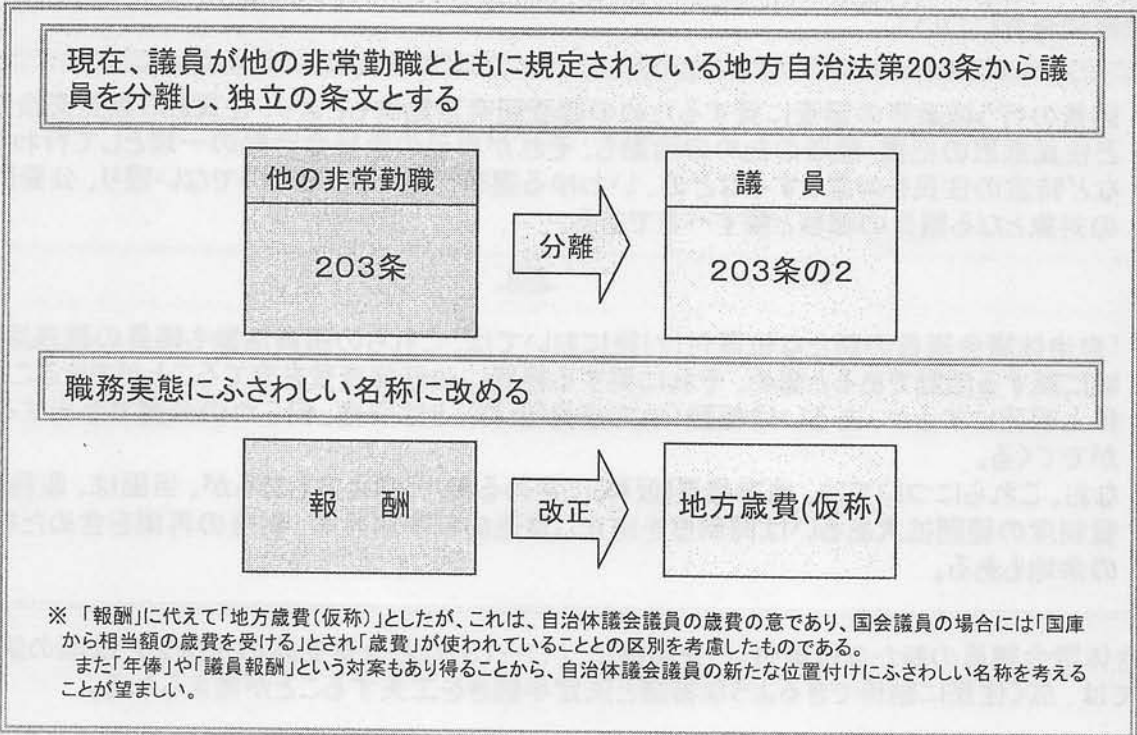 現在、議員が他の非常勤職とともに規定されている地方自治法第203条から議
員を分離し、独立の条文とする
他の非常勤職
203条
分離
議 員
203条の2
職務実態にふさわしい名称に改める
報 酬
改正
地方歳費(仮称)
※ 「報酬」に代えて「地方歳費(仮称)」としたが、これは、自治体議会議員の歳費の意であり、国会議員の場合には「国庫
から相当額の歳費を受ける」とされ「歳費」が使われていることとの区別を考慮したものである。
また「年俸」や「議員報酬」という対案もあり得ることから、自治体議会議員の新たな位置付けにふさわしい名称を考える
ことが望ましい。